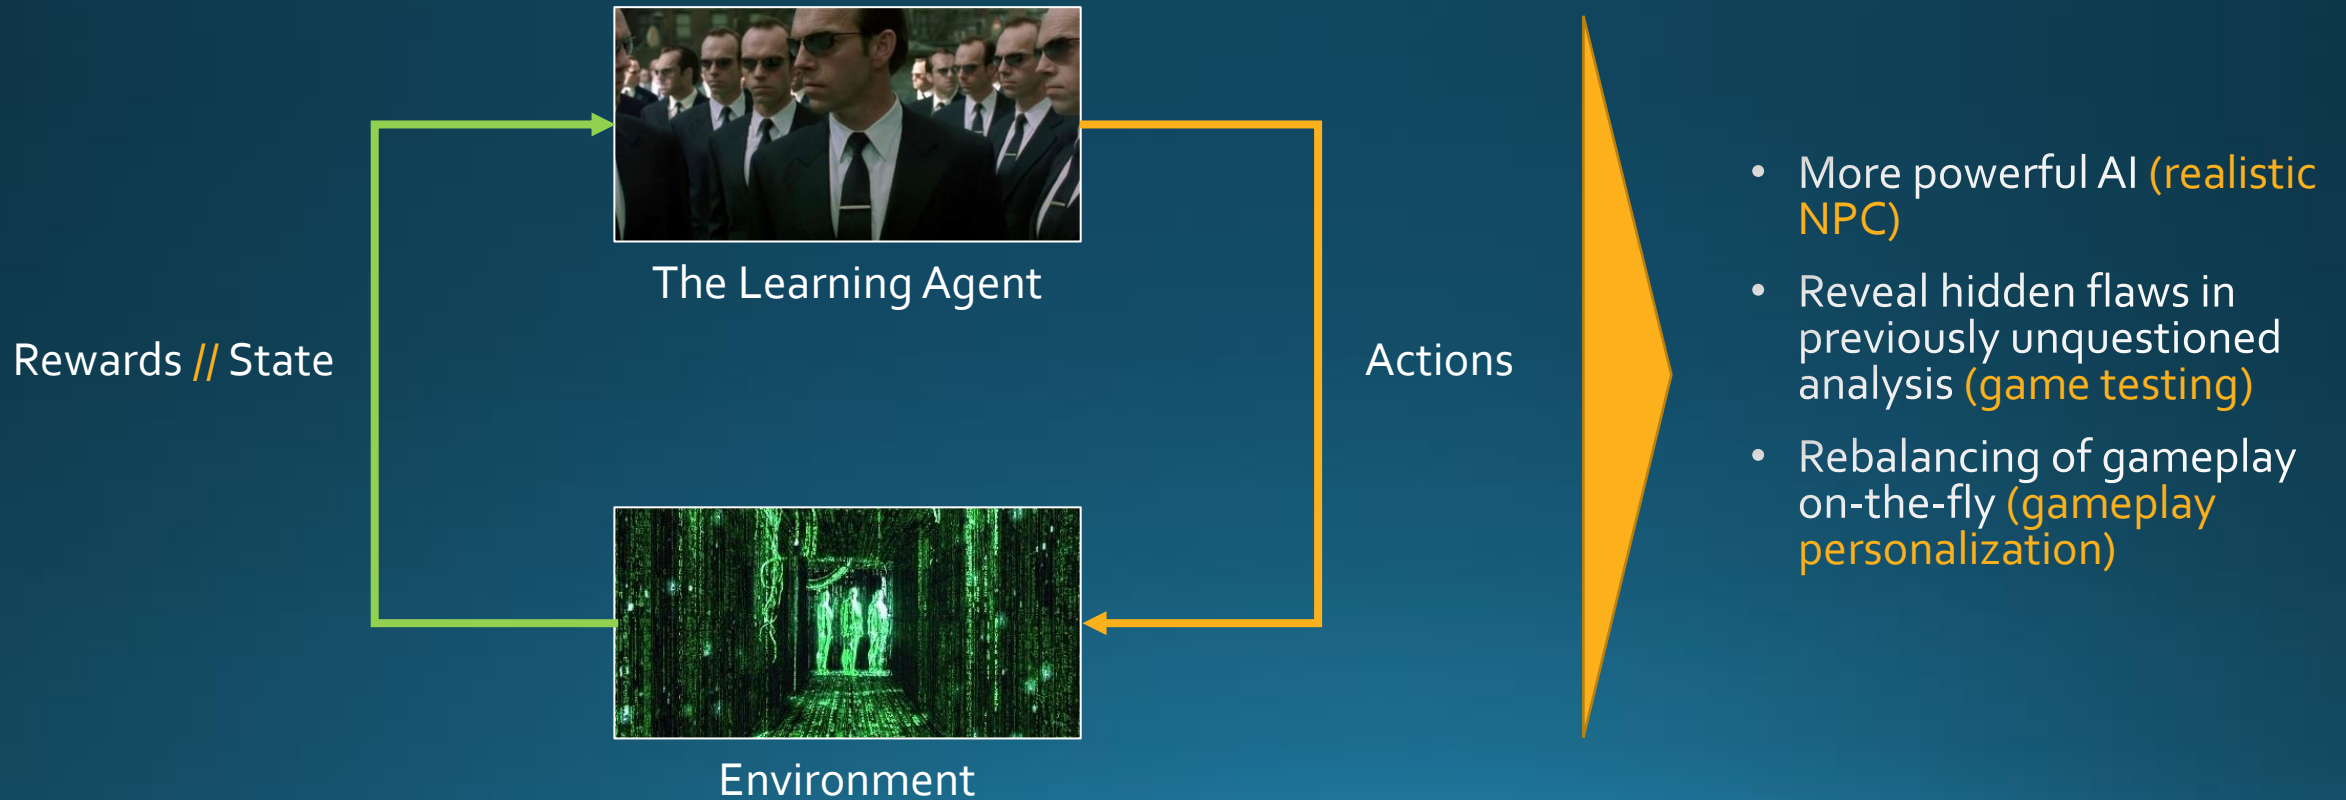 The Learning Agent
Rewards // State
Actions
Environment
• More powerful AI (realistic
NPC)
• Reveal hidden flaws in
previously unquestioned
analysis (game testing)
• Rebalancing of gameplay
on-the-fly (gameplay
personalization)